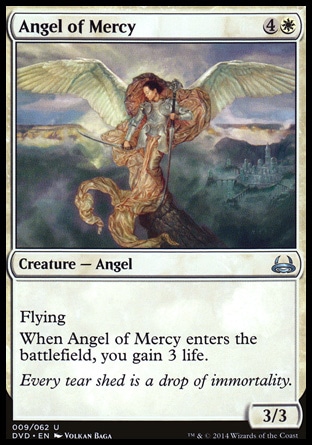 Angel of Mercy 4
Creature — Angel
Flying
When Angel of Mercy enters the
battlefield, you gain 3 life.
Every tear shed is a drop of immortality.
3/3
009/062 U
DVD • EN Volkan Baga
™ & © 2014 Wizards of the Coast